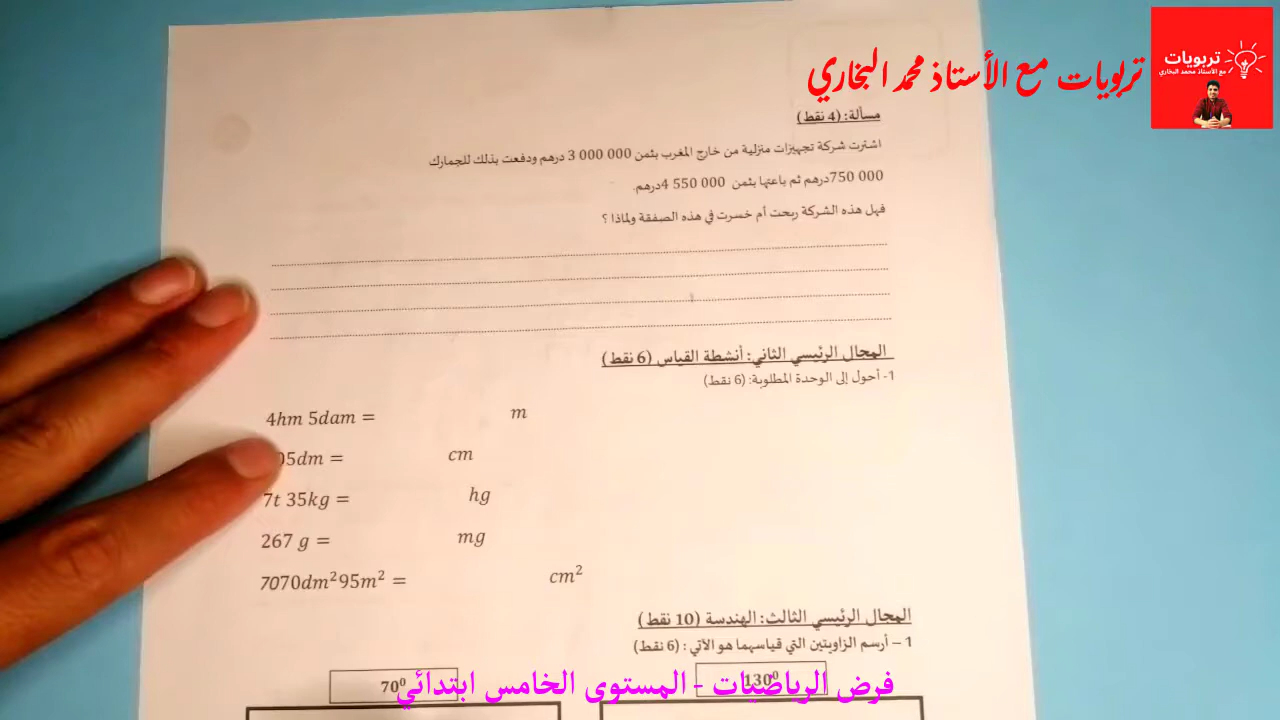 تربويات
مع الأستاذ محمد البخاري
تربويات مع الأستاذ محمد البخاري
مسألة: (4 نقط)
اشترت شركة تجهيزات منزلية من خارج المغرب بثمن 000 000 3 درهم ودفعت بذلك للجمارك
000 750درهم ثم باعتها بثمن 000 550 4درهم.
فهل هذه الشركة ربحت أم خسرت في هذه الصفقة ولماذا ؟
المجال الرئيسي الثاني: أنشطة القياس (6 نقط)
1- أحول إلى الوحدة المطلوبة: (6 نقط)
4hm 5dam = m
05dm = cm
7t 35kg = hg
267 g = mg
7070dm²95m² = cm²
المجال الرئيسي الثالث: الهندسة (10 نقط)
1 – أرسم الزاويتين التي قياسهما هو الآتي : (6 نقط)
70⁰ 130⁰
فرض الرياضيات - المستوى الخامس ابتدائي